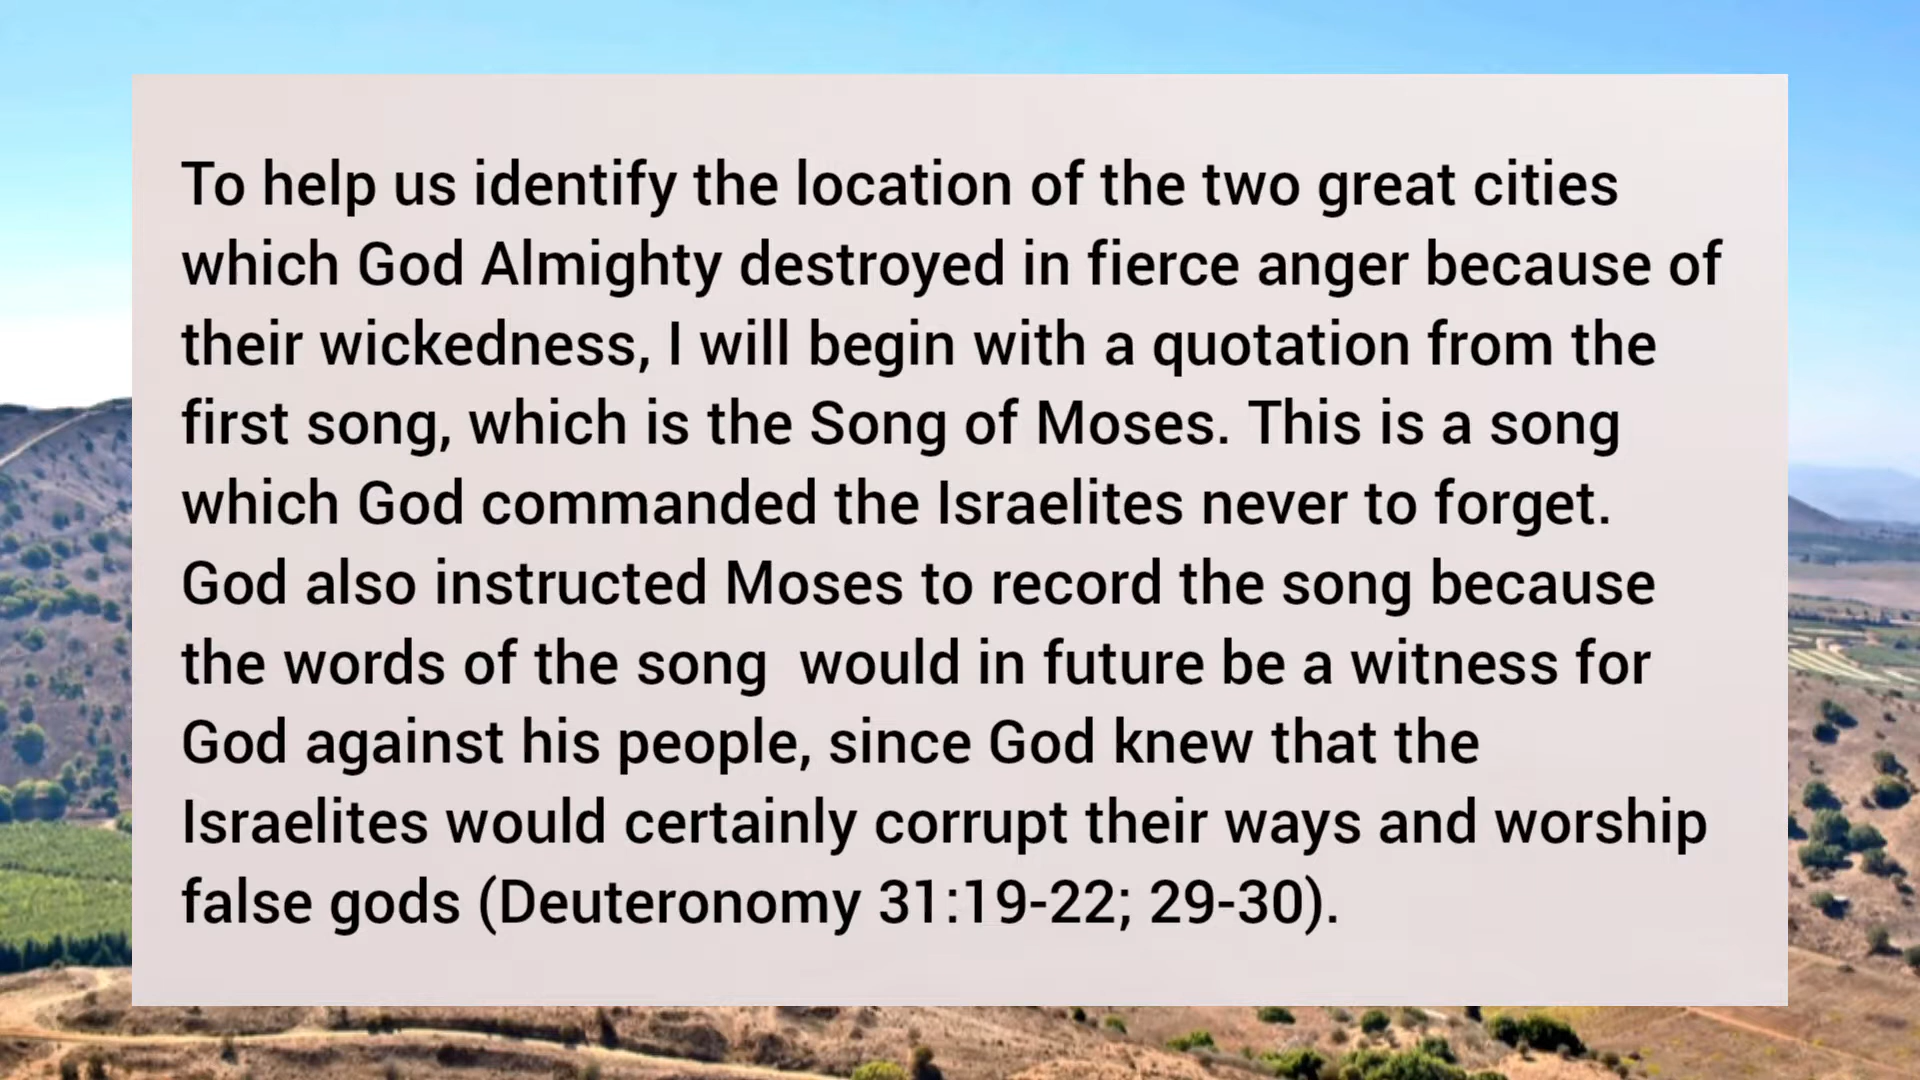 To help us identify the location of the two great cities
which God Almighty destroyed in fierce anger because of
their wickedness, I will begin with a quotation from the
first song, which is the Song of Moses. This is a song
which God commanded the Israelites never to forget.
God also instructed Moses to record the song because
the words of the song  would in future be a witness for
God against his people, since God knew that the
Israelites would certainly corrupt their ways and worship
false gods (Deuteronomy 31:19-22; 29-30).